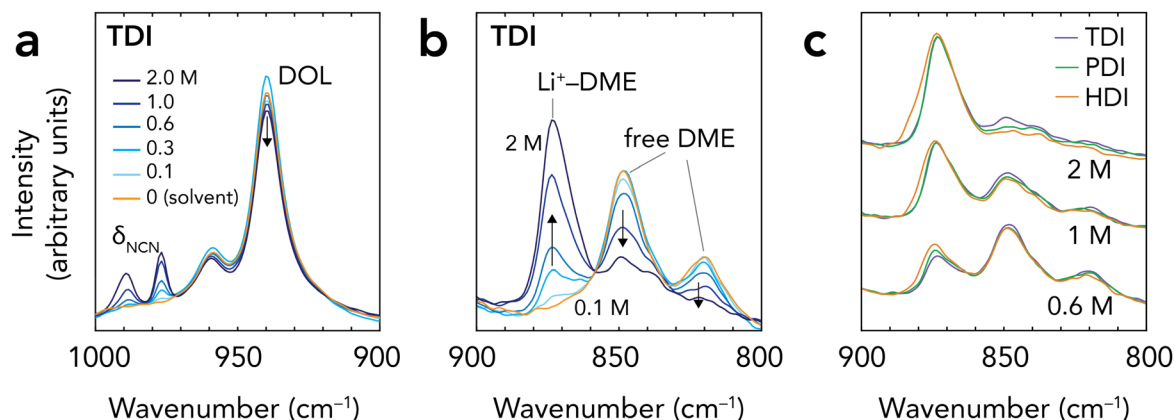 a
TDI
2.0 M
1.0
0.6
0.3
0.1
0 (solvent)
DOL
δNCN
Intensity
(arbitrary units)
1000
950
900
Wavenumber (cm⁻¹)
b
TDI
Li⁺–DME
2 M
free DME
0.1 M
900
850
800
Wavenumber (cm⁻¹)
c
TDI
PDI
HDI
2 M
1 M
0.6 M
900
850
800
Wavenumber (cm⁻¹)